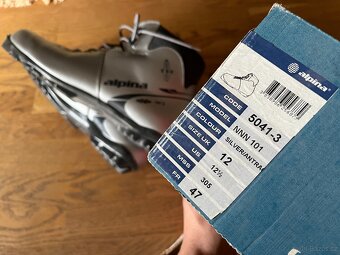 alpina
alpina
CODE 5041-3
MODEL NNN 101
COLOUR SILVER/ANTRA
SIZE UK 12
US 12½
MSS 305
FR 47